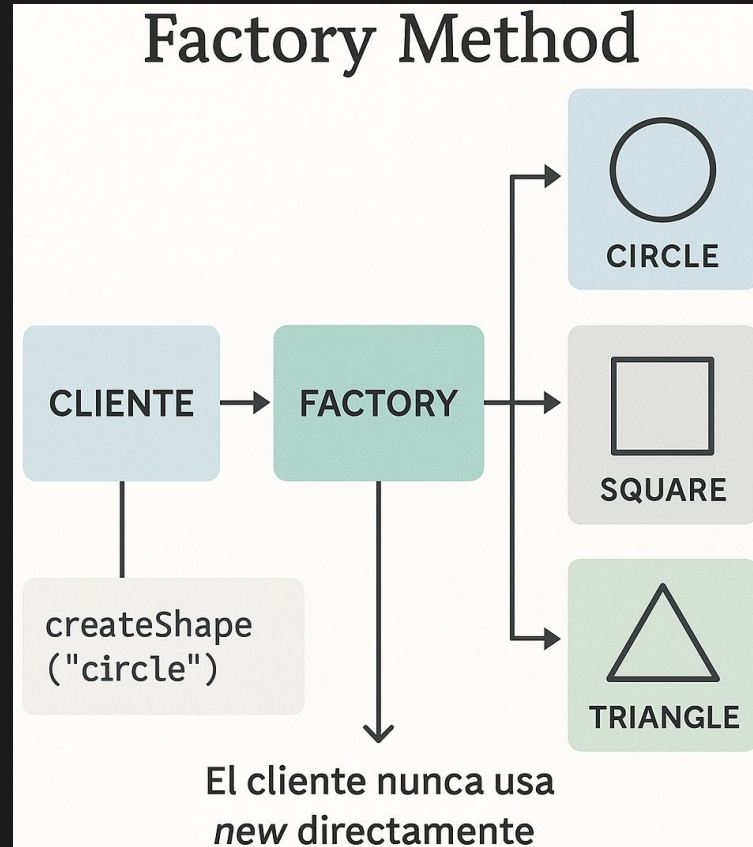 Factory Method
CIRCLE
CLIENTE
FACTORY
SQUARE
createShape
("circle")
TRIANGLE
El cliente nunca usa
new directamente